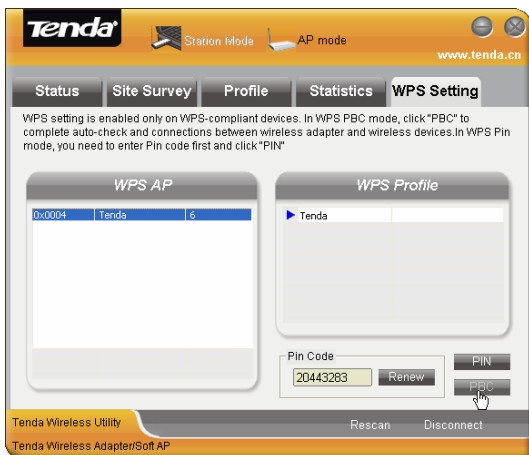 Tenda
Station Mode
AP mode
www.tenda.cn
Status
Site Survey
Profile
Statistics
WPS Setting
WPS setting is enabled only on WPS-compliant devices. In WPS PBC mode, click "PBC" to
complete auto-check and connections between wireless adapter and wireless devices.In WPS Pin
mode, you need to enter Pin code first and click "PIN"
WPS AP
0x0004 Tenda 6
WPS Profile
Tenda
Pin Code
20443283
Renew
PIN
PBC
Tenda Wireless Utility
Rescan
Disconnect
Tenda Wireless Adapter/Soft AP